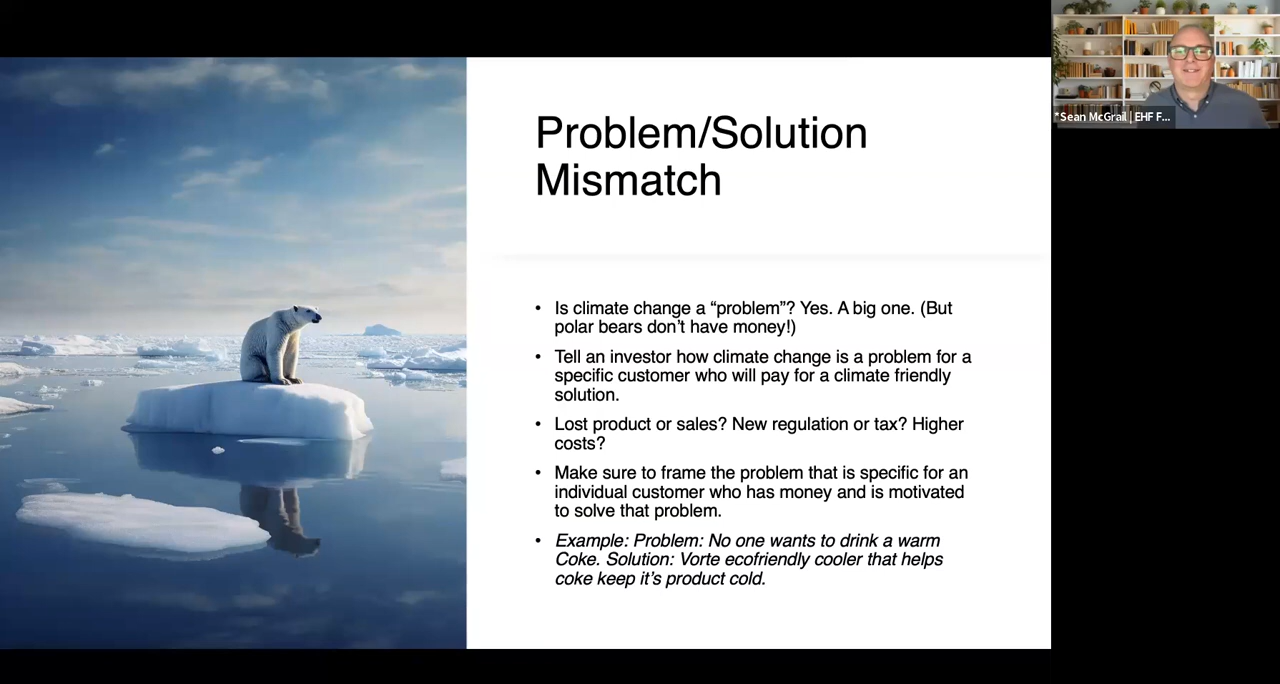 Problem/Solution
Mismatch
• Is climate change a “problem”? Yes. A big one. (But
polar bears don’t have money!)
• Tell an investor how climate change is a problem for a
specific customer who will pay for a climate friendly
solution.
• Lost product or sales? New regulation or tax? Higher
costs?
• Make sure to frame the problem that is specific for an
individual customer who has money and is motivated
to solve that problem.
• Example: Problem: No one wants to drink a warm
Coke. Solution: Vorte ecofriendly cooler that helps
coke keep it’s product cold.
Sean McGrail | EHF F...